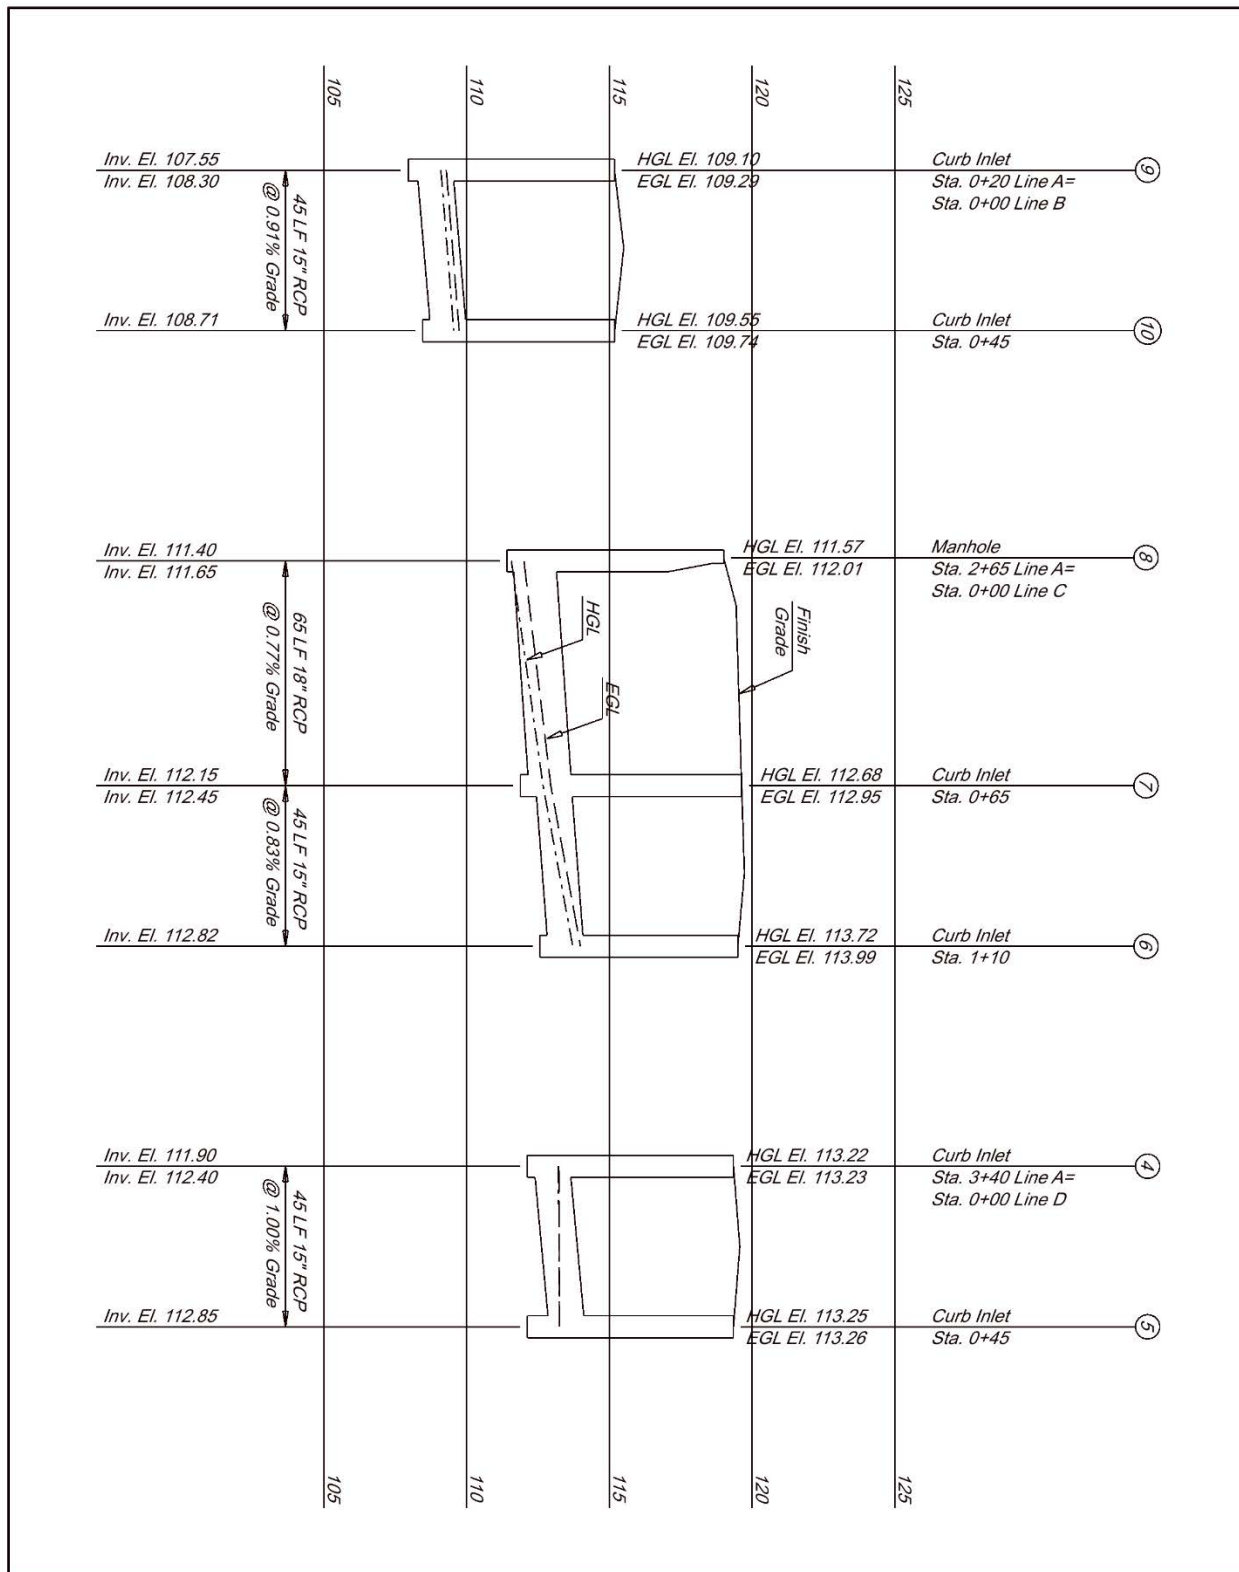 105
110
115
120
125
Inv. El. 107.55
Inv. El. 108.30
HGL El. 109.10
EGL El. 109.29
Curb Inlet
Sta. 0+20 Line A=
Sta. 0+00 Line B
9
45 LF 15" RCP
@ 0.91% Grade
Inv. El. 108.71
HGL El. 109.55
EGL El. 109.74
Curb Inlet
Sta. 0+45
10
Inv. El. 111.40
Inv. El. 111.65
HGL El. 111.57
EGL El. 112.01
Manhole
Sta. 2+65 Line A=
Sta. 0+00 Line C
8
65 LF 18" RCP
@ 0.77% Grade
HGL
EGL
Finish
Grade
Inv. El. 112.15
Inv. El. 112.45
HGL El. 112.68
EGL El. 112.95
Curb Inlet
Sta. 0+65
7
45 LF 15" RCP
@ 0.83% Grade
Inv. El. 112.82
HGL El. 113.72
EGL El. 113.99
Curb Inlet
Sta. 1+10
6
Inv. El. 111.90
Inv. El. 112.40
HGL El. 113.22
EGL El. 113.23
Curb Inlet
Sta. 3+40 Line A=
Sta. 0+00 Line D
4
45 LF 15" RCP
@ 1.00% Grade
Inv. El. 112.85
HGL El. 113.25
EGL El. 113.26
Curb Inlet
Sta. 0+45
5
105
110
115
120
125